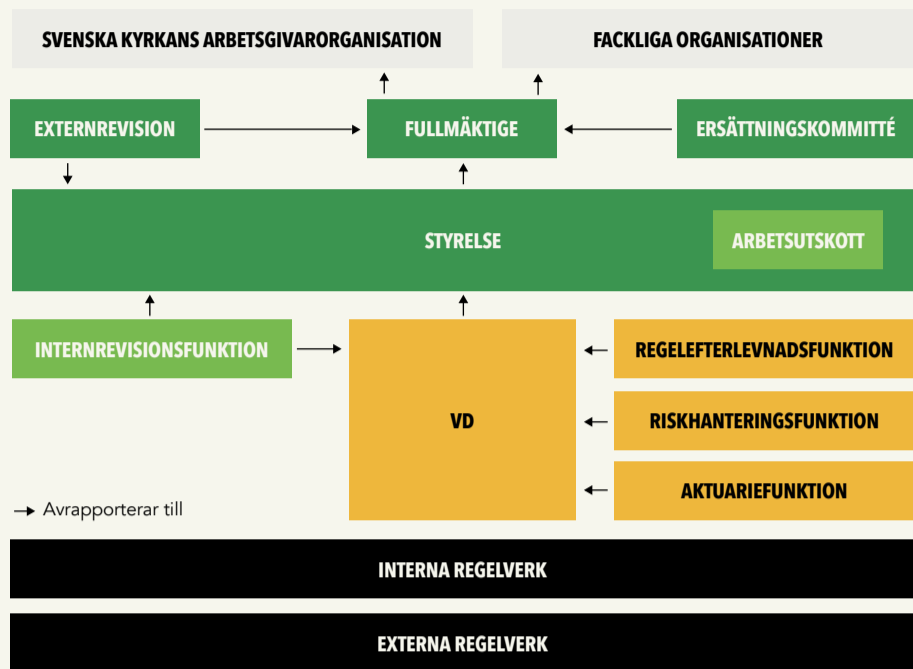 SVENSKA KYRKANS ARBETSGIVARORGANISATION
FACKLIGA ORGANISATIONER
EXTERNREVISION
FULLMÄKTIGE
ERSÄTTNINGSKOMMITTÉ
STYRELSE
ARBETSUTSKOTT
INTERNREVISIONSFUNKTION
VD
REGELEFTERLEVNADSFUNKTION
RISKHANTERINGSFUNKTION
AKTUARIEFUNKTION
→ Avrapporterar till
INTERNA REGELVERK
EXTERNA REGELVERK